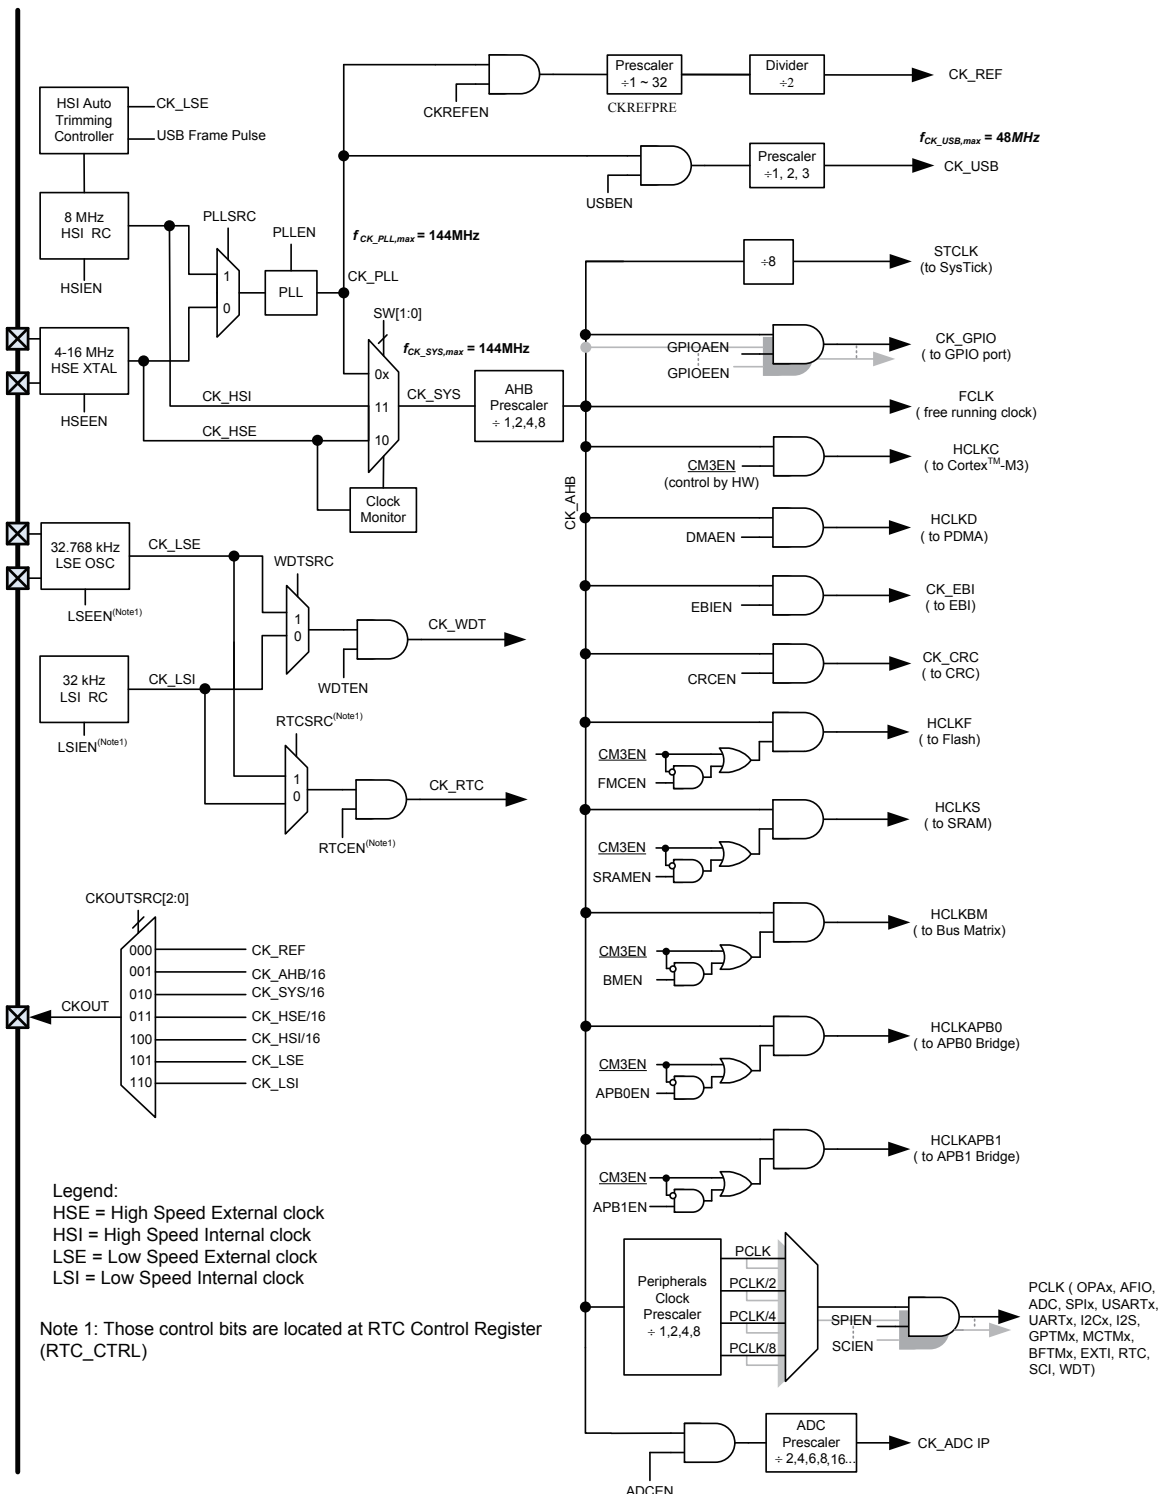 CKREFEN
Prescaler
÷1 ~ 32
CKREFPRE
Divider
÷2
CK_REF
HSI Auto
Trimming
Controller
CK_LSE
USB Frame Pulse
USBEN
Prescaler
÷1, 2, 3
fCK_USB,max = 48MHz
CK_USB
8 MHz
HSI RC
HSIEN
PLLSRC
1
0
PLLEN
PLL
fCK_PLL,max = 144MHz
CK_PLL
4-16 MHz
HSE XTAL
HSEEN
CK_HSI
CK_HSE
SW[1:0]
0x
11
10
fCK_SYS,max = 144MHz
CK_SYS
Clock
Monitor
AHB
Prescaler
÷ 1,2,4,8
CK_AHB
÷8
STCLK
(to SysTick)
GPIOAEN
GPIOEEN
CK_GPIO
( to GPIO port)
FCLK
( free running clock)
CM3EN
(control by HW)
HCLKC
( to Cortex™-M3)
DMAEN
HCLKD
( to PDMA)
EBIEN
CK_EBI
( to EBI)
CRCEN
CK_CRC
( to CRC)
CM3EN
FMCEN
HCLKF
( to Flash)
CM3EN
SRAMEN
HCLKS
( to SRAM)
CM3EN
BMEN
HCLKBM
( to Bus Matrix)
CM3EN
APB0EN
HCLKAPB0
( to APB0 Bridge)
CM3EN
APB1EN
HCLKAPB1
( to APB1 Bridge)
32.768 kHz
LSE OSC
LSEEN(Note1)
CK_LSE
WDTSRC
1
0
WDTEN
CK_WDT
32 kHz
LSI RC
LSIEN(Note1)
CK_LSI
RTCSRC(Note1)
1
0
RTCEN(Note1)
CK_RTC
CKOUTSRC[2:0]
CKOUT
000 CK_REF
001 CK_AHB/16
010 CK_SYS/16
011 CK_HSE/16
100 CK_HSI/16
101 CK_LSE
110 CK_LSI
Legend:
HSE = High Speed External clock
HSI = High Speed Internal clock
LSE = Low Speed External clock
LSI = Low Speed Internal clock
Note 1: Those control bits are located at RTC Control Register
(RTC_CTRL)
Peripherals
Clock
Prescaler
÷ 1,2,4,8
PCLK
PCLK/2
PCLK/4
PCLK/8
SPIEN
SCIEN
PCLK ( OPAx, AFIO,
ADC, SPIx, USARTx,
UARTx, I2Cx, I2S,
GPTMx, MCTMx,
BFTMx, EXTI, RTC,
SCI, WDT)
ADCEN
ADC
Prescaler
÷ 2,4,6,8,16...
CK_ADC IP